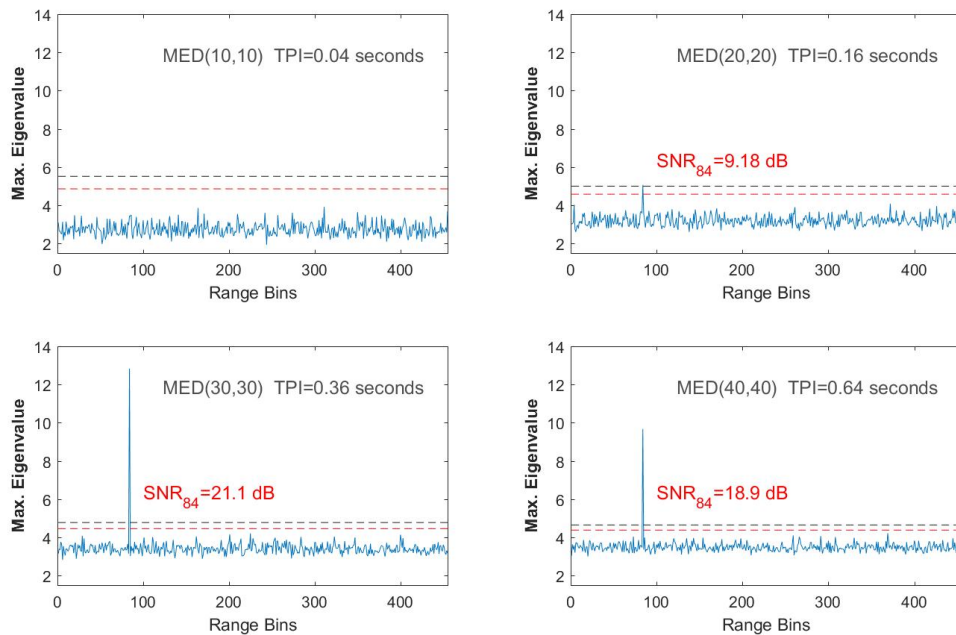 14
12
10
8
6
4
2
Max. Eigenvalue
MED(10,10) TPI=0.04 seconds
0 100 200 300 400
Range Bins
14
12
10
8
6
4
2
Max. Eigenvalue
MED(20,20) TPI=0.16 seconds
SNR84=9.18 dB
0 100 200 300 400
Range Bins
14
12
10
8
6
4
2
Max. Eigenvalue
MED(30,30) TPI=0.36 seconds
SNR84=21.1 dB
0 100 200 300 400
Range Bins
14
12
10
8
6
4
2
Max. Eigenvalue
MED(40,40) TPI=0.64 seconds
SNR84=18.9 dB
0 100 200 300 400
Range Bins